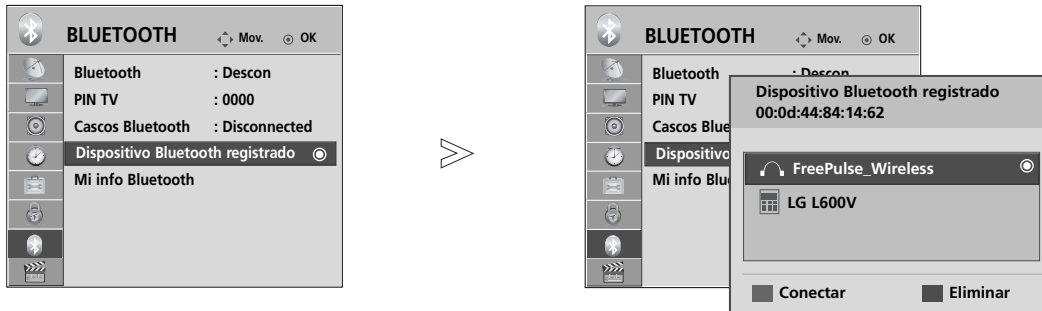 BLUETOOTH Mov. OK
Bluetooth : Descon
PIN TV : 0000
Cascos Bluetooth : Disconnected
Dispositivo Bluetooth registrado
Mi info Bluetooth
BLUETOOTH Mov. OK
Bluetooth : Descon
PIN TV
Cascos Blue
Dispositivo
Mi info Blu
Dispositivo Bluetooth registrado
00:0d:44:84:14:62
FreePulse_Wireless
LG L600V
Conectar Eliminar